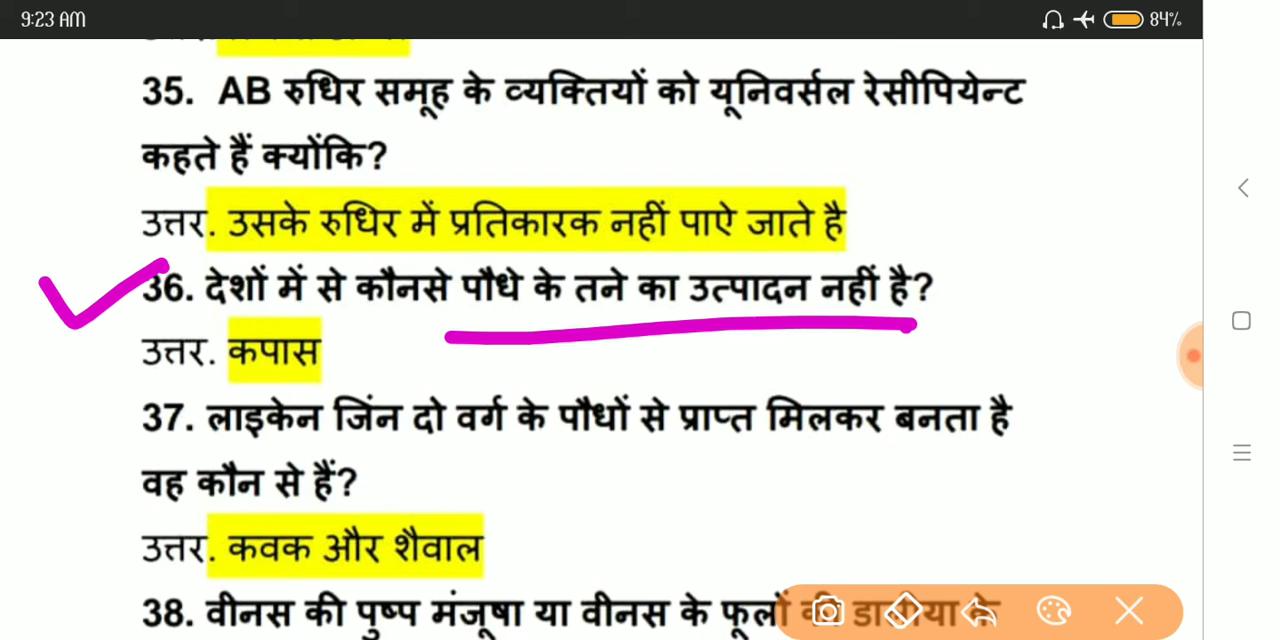 9:23 AM
84%
35. AB रुधिर समूह के व्यक्तियों को यूनिवर्सल रेसीपियेन्ट
कहते हैं क्योंकि?
उत्तर. उसके रुधिर में प्रतिकारक नहीं पाऐ जाते है
36. देशों में से कौनसे पौधे के तने का उत्पादन नहीं है?
उत्तर. कपास
37. लाइकेन जिंन दो वर्ग के पौधों से प्राप्त मिलकर बनता है
वह कौन से हैं?
उत्तर. कवक और शैवाल
38. वीनस की पुष्प मंजूषा या वीनस के फूलों की के